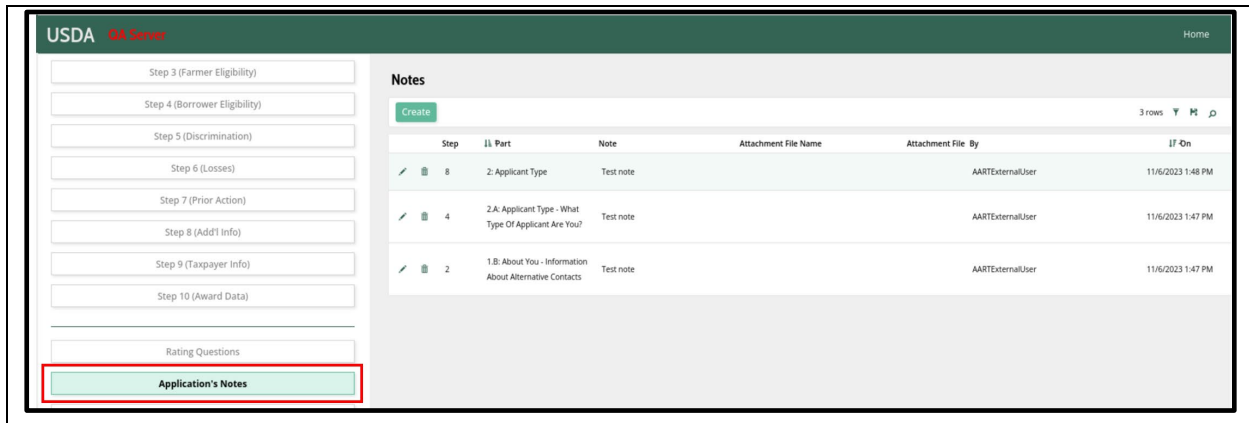 USDA QA Server Home
Step 3 (Farmer Eligibility)
Step 4 (Borrower Eligibility)
Step 5 (Discrimination)
Step 6 (Losses)
Step 7 (Prior Action)
Step 8 (Add'l Info)
Step 9 (Taxpayer Info)
Step 10 (Award Data)
Rating Questions
Application's Notes
Notes
Create 3 rows
Step Part Note Attachment File Name Attachment File By On
8 2: Applicant Type Test note AARTExternalUser 11/6/2023 1:48 PM
2.A: Applicant Type - What
4 Type Of Applicant Are You? Test note AARTExternalUser 11/6/2023 1:47 PM
1.B: About You - Information
2 About Alternative Contacts Test note AARTExternalUser 11/6/2023 1:47 PM